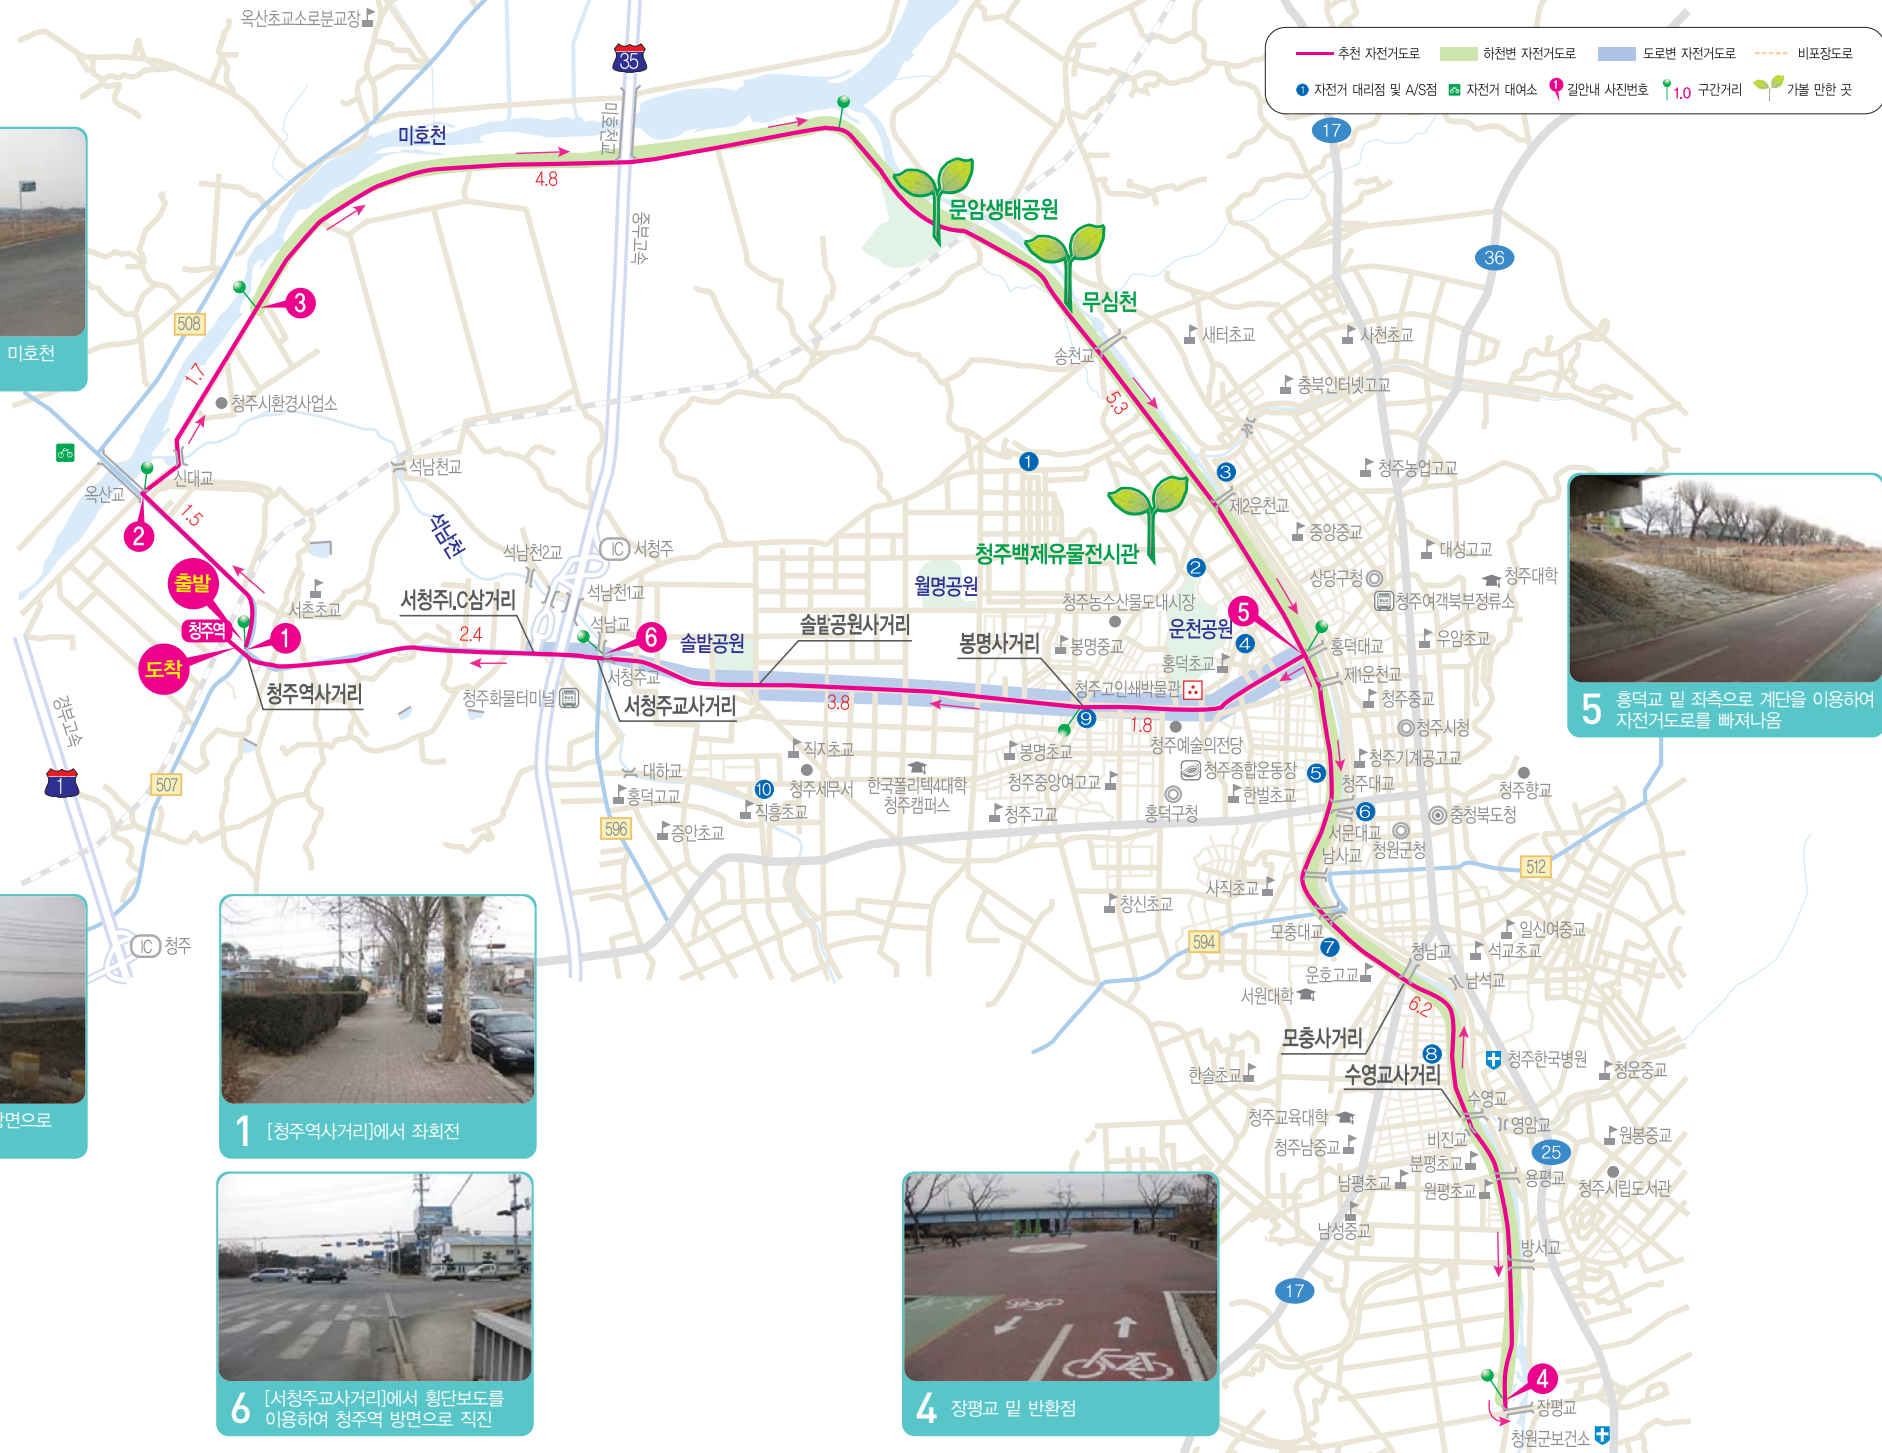 추천 자전거도로
하천변 자전거도로
도로변 자전거도로
비포장도로
1 자전거 대리점 및 A/S점
자전거 대여소
1 길안내 사진번호
1.0 구간거리
가볼 만한 곳
옥산초교소로분교장
35
미호천
미호천교
4.8
중부고속
17
36
문암생태공원
무심천
3
508
미호천
1.7
청주시환경사업소
송천교
새터초교
사천초교
충북인터넷고교
5.3
신대교
옥산교
석남천교
1
3
청주농업고교
제2운천교
1.5
2
석남천
석남천2교
IC 서청주
청주백제유물전시관
중앙중교
대성고교
출발
서촌초교
서청주I.C삼거리
석남천1교
월명공원
2
상당구청
청주대학
청주농수산물도내시장
청주여객북부정류소
청주역
1
2.4
석남교
6
솔밭공원
솔밭공원사거리
봉명사거리
봉명중교
운천공원
4
5
흥덕대교
우암초교
도착
청주역사거리
청주화물터미널
서청주교
서청주교사거리
3.8
흥덕초교
청주고인쇄박물관
제1운천교
청주중교
5 흥덕교 밑 좌측으로 계단을 이용하여
자전거도로를 빠져나옴
경부고속
1
9
1.8
청주시청
직지초교
봉명초교
청주예술의전당
청주기계공고교
507
대하교
청주세무서
한국폴리텍4대학
청주캠퍼스
청주중앙여고교
청주종합운동장
5
청주대교
청주향교
흥덕고교
10
직흥초교
청주고교
흥덕구청
한벌초교
6
충청북도청
596
증안초교
서문대교
청원군청
남사교
512
사직초교
창신초교
IC 청주
594
모충대교
7
청남교
일신여중교
석교초교
운호고교
남석교
서원대학
6.2
모충사거리
8
청주한국병원
청운중교
한솔초교
수영교사거리
수영교
영암교
방면으로
1 [청주역사거리]에서 좌회전
청주교육대학
청주남중교
비진교
25
원봉중교
분평초교
용평교
남평초교
원평초교
청주시립도서관
남성중교
방서교
17
6 [서청주교사거리]에서 횡단보도를
이용하여 청주역 방면으로 직진
4 장평교 밑 반환점
4
장평교
청원군보건소